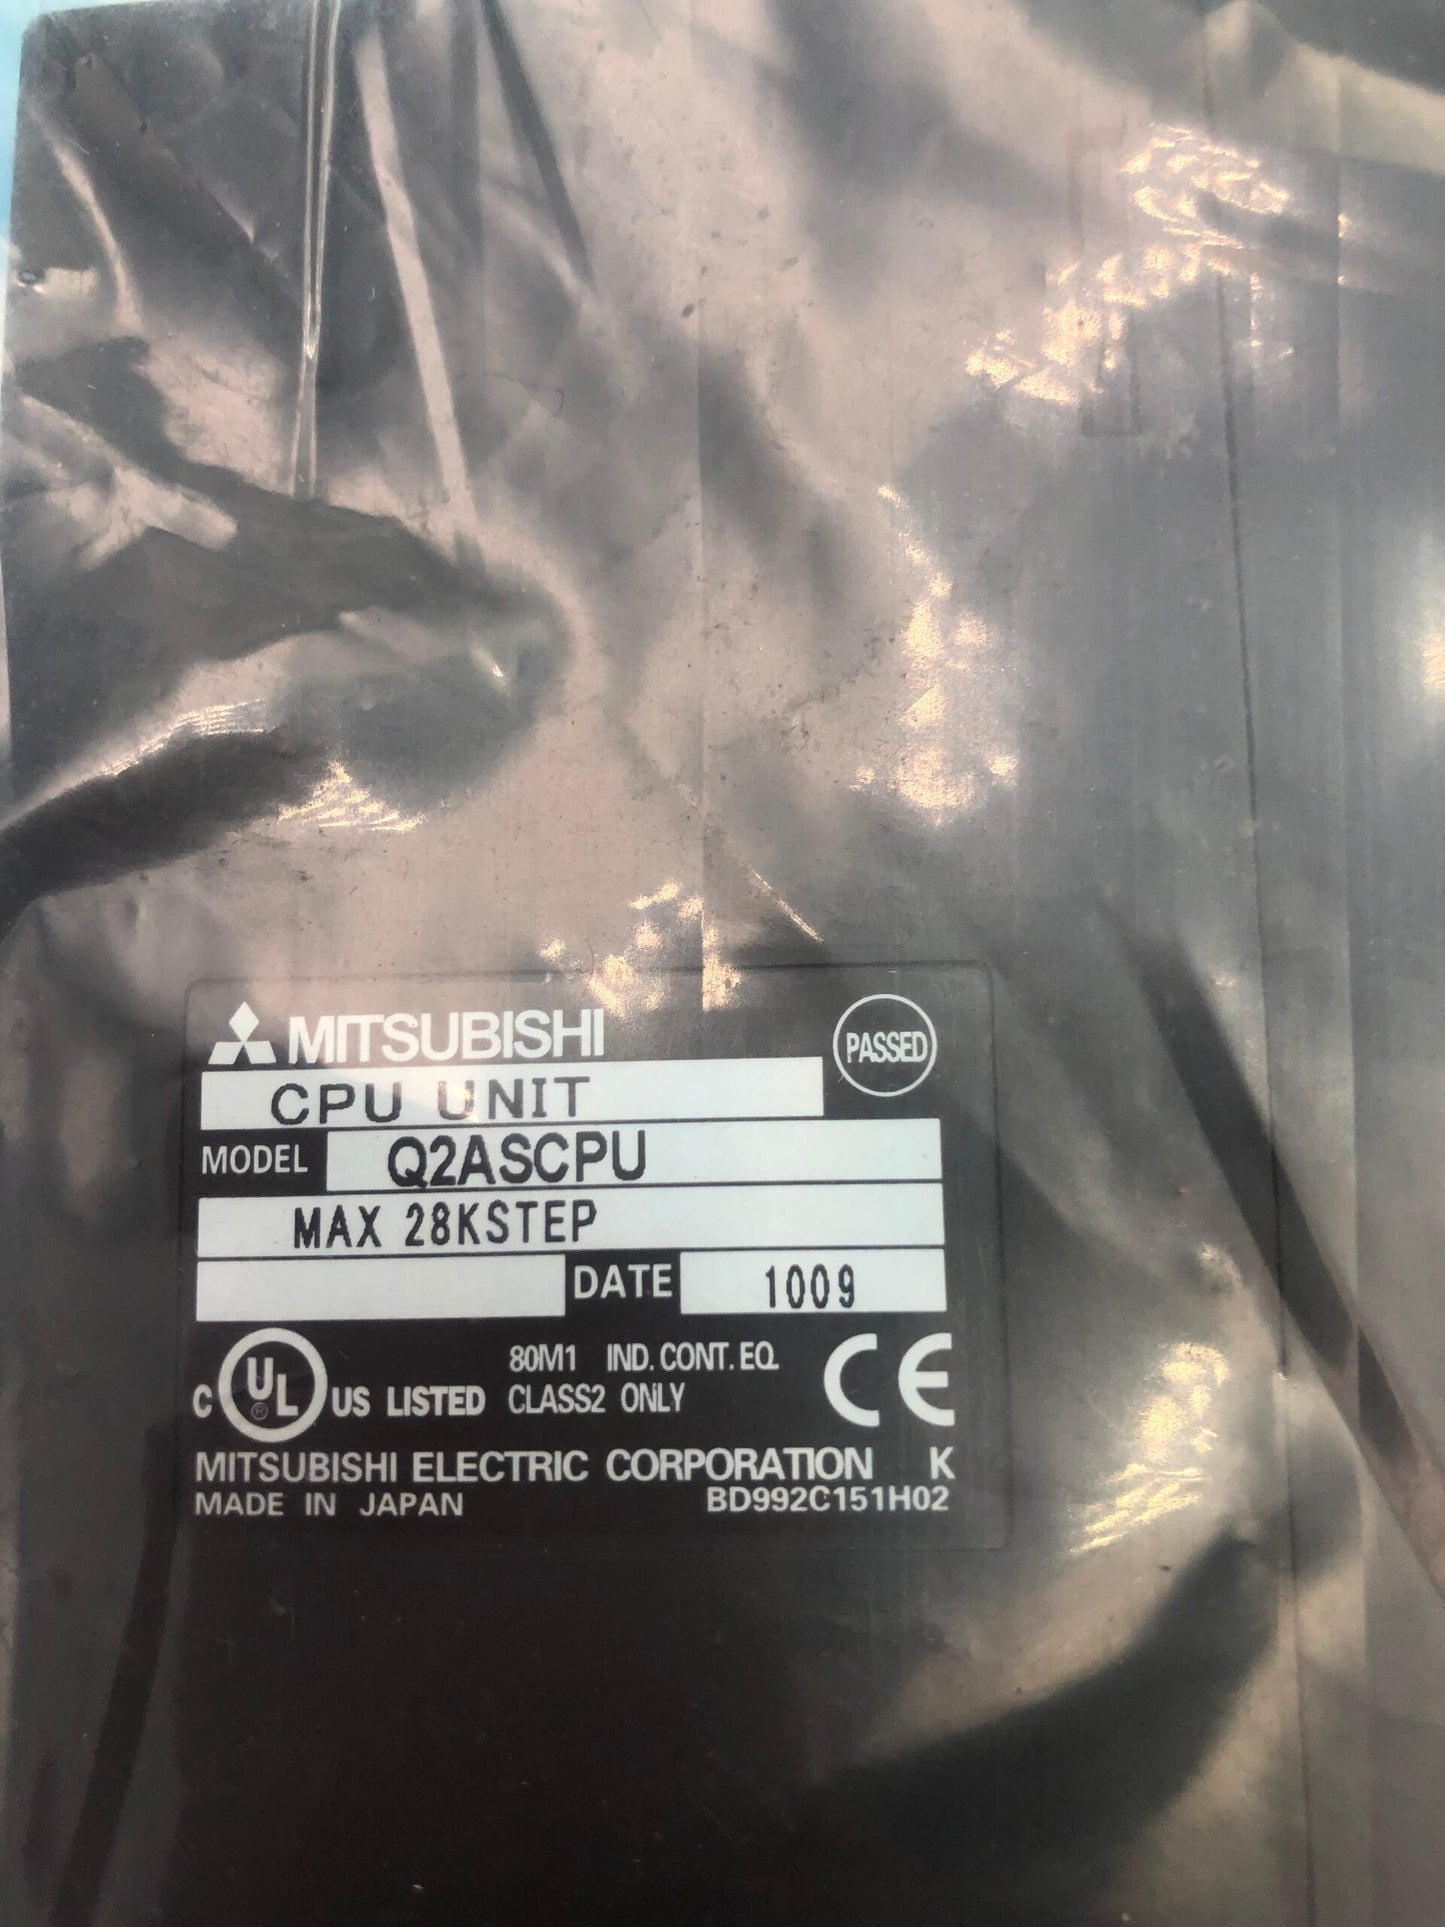 MITSUBISHI
PASSED
CPU UNIT
MODEL Q2ASCPU
MAX 28KSTEP
DATE 1009
C UL ® US LISTED 80M1 IND. CONT. EQ.
CLASS2 ONLY
CE
MITSUBISHI ELECTRIC CORPORATION K
MADE IN JAPAN BD992C151H02